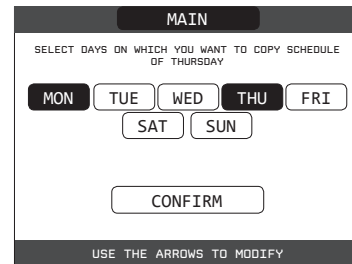 MAIN
SELECT DAYS ON WHICH YOU WANT TO COPY SCHEDULE
OF THURSDAY
MON TUE WED THU FRI
SAT SUN
CONFIRM
USE THE ARROWS TO MODIFY